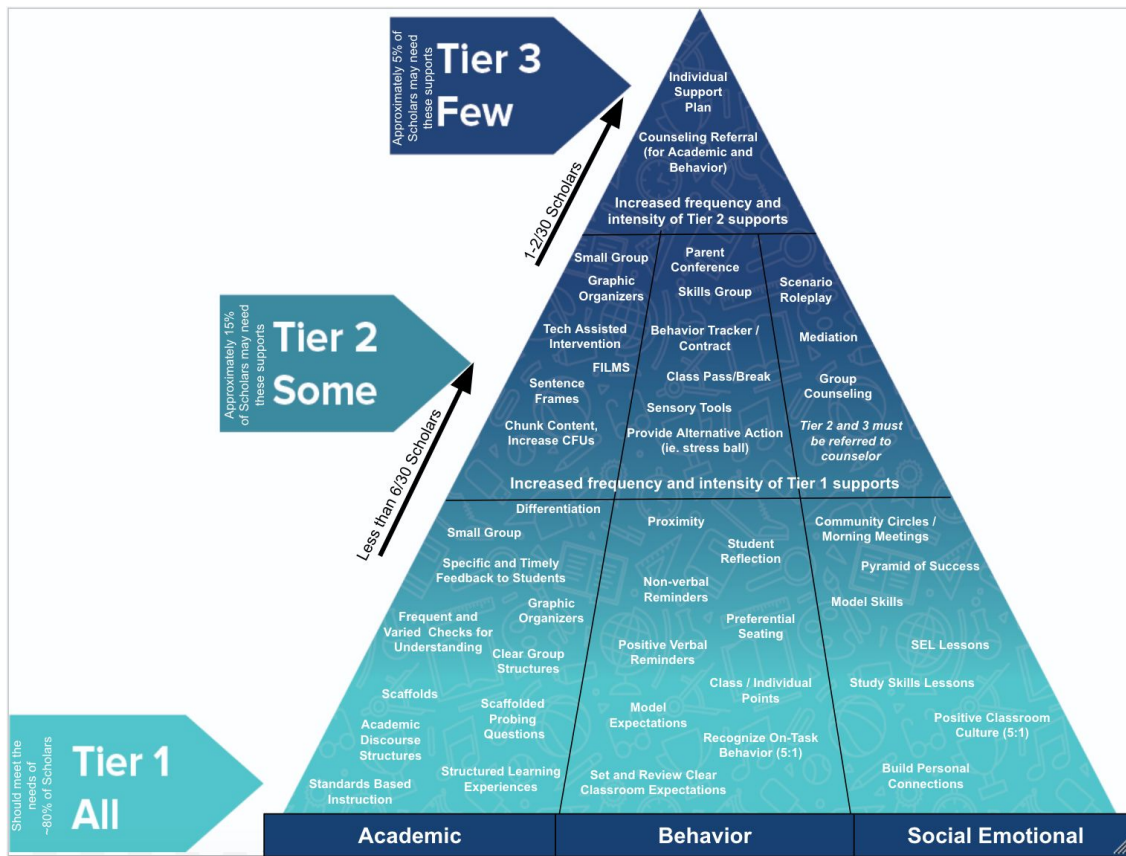 Approximately 5% of
Scholars may need
these supports
Tier 3
Few
1-2/30 Scholars
Individual
Support
Plan
Counseling Referral
(for Academic and
Behavior)
Increased frequency and
intensity of Tier 2 supports
Approximately 15%
of Scholars may need
these supports
Tier 2
Some
Less than 6/30 Scholars
Small Group
Graphic
Organizers
Tech Assisted
Intervention
FILMS
Sentence
Frames
Chunk Content,
Increase CFUs
Parent
Conference
Skills Group
Behavior Tracker /
Contract
Class Pass/Break
Sensory Tools
Provide Alternative Action
(ie. stress ball)
Scenario
Roleplay
Mediation
Group
Counseling
Tier 2 and 3 must
be referred to
counselor
Increased frequency and intensity of Tier 1 supports
Should meet the
needs of
~80% of Scholars
Tier 1
All
Differentiation
Small Group
Specific and Timely
Feedback to Students
Graphic
Organizers
Frequent and
Varied Checks for
Understanding
Clear Group
Structures
Scaffolds
Scaffolded
Probing
Questions
Academic
Discourse
Structures
Structured Learning
Experiences
Standards Based
Instruction
Proximity
Student
Reflection
Non-verbal
Reminders
Preferential
Seating
Positive Verbal
Reminders
Class / Individual
Points
Model
Expectations
Recognize On-Task
Behavior (5:1)
Set and Review Clear
Classroom Expectations
Community Circles /
Morning Meetings
Pyramid of Success
Model Skills
SEL Lessons
Study Skills Lessons
Positive Classroom
Culture (5:1)
Build Personal
Connections
Academic
Behavior
Social Emotional